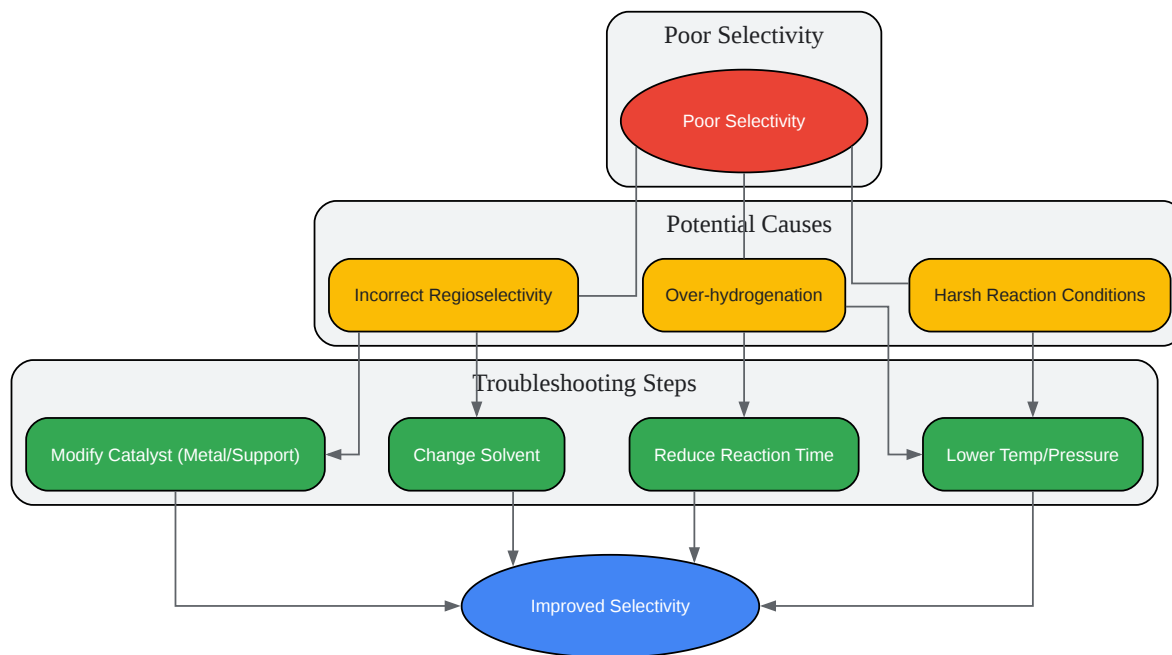 Poor Selectivity
Poor Selectivity
Potential Causes
Incorrect Regioselectivity
Over-hydrogenation
Harsh Reaction Conditions
Troubleshooting Steps
Modify Catalyst (Metal/Support)
Change Solvent
Reduce Reaction Time
Lower Temp/Pressure
Improved Selectivity